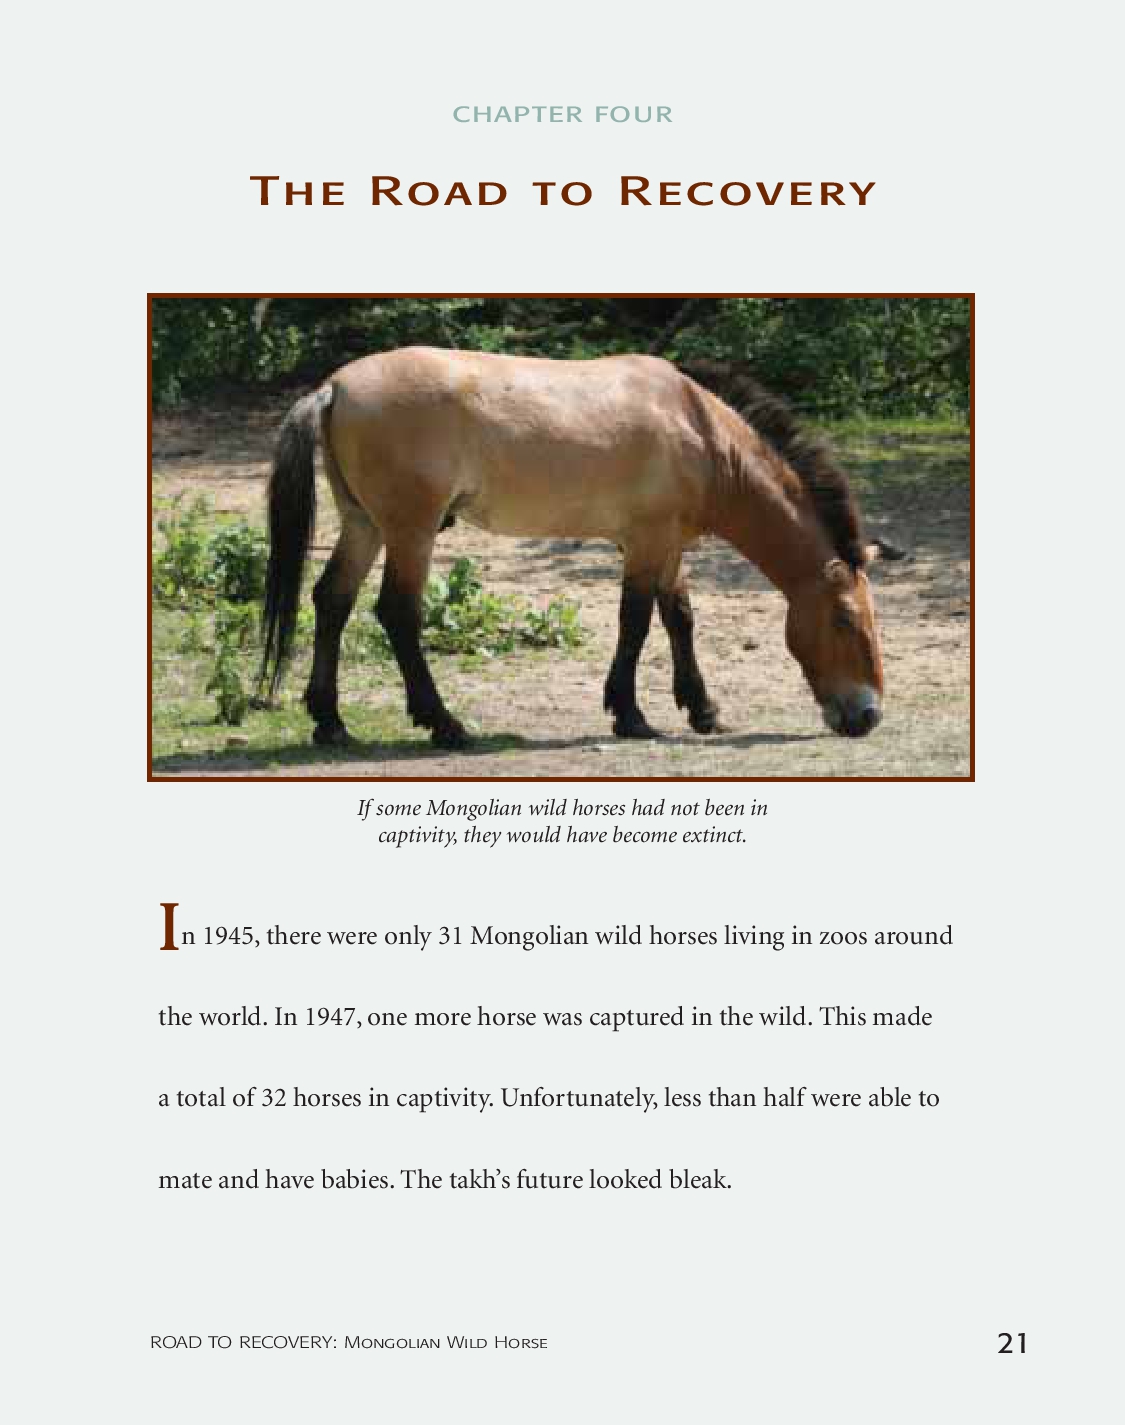 CHAPTER FOUR
The Road to Recovery
If some Mongolian wild horses had not been in
captivity, they would have become extinct.
In 1945, there were only 31 Mongolian wild horses living in zoos around
the world. In 1947, one more horse was captured in the wild. This made
a total of 32 horses in captivity. Unfortunately, less than half were able to
mate and have babies. The takh’s future looked bleak.
ROAD TO RECOVERY: Mongolian Wild Horse
21